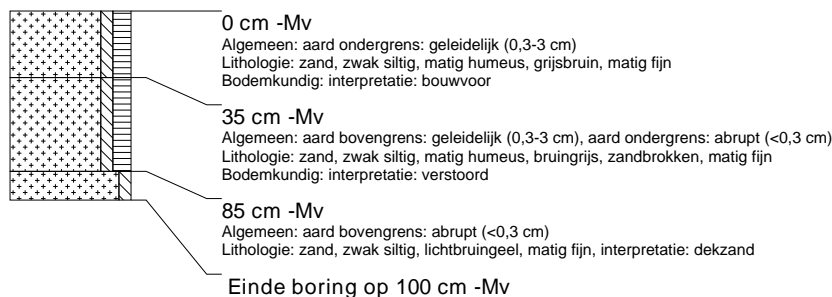 0 cm -Mv
Algemeen: aard ondergrens: geleidelijk (0,3-3 cm)
Lithologie: zand, zwak siltig, matig humeus, grijsbruin, matig fijn
Bodemkundig: interpretatie: bouwvoor
35 cm -Mv
Algemeen: aard bovengrens: geleidelijk (0,3-3 cm), aard ondergrens: abrupt (<0,3 cm)
Lithologie: zand, zwak siltig, matig humeus, bruingrijs, zandbrokken, matig fijn
Bodemkundig: interpretatie: verstoord
85 cm -Mv
Algemeen: aard bovengrens: abrupt (<0,3 cm)
Lithologie: zand, zwak siltig, lichtbruingeel, matig fijn, interpretatie: dekzand
Einde boring op 100 cm -Mv